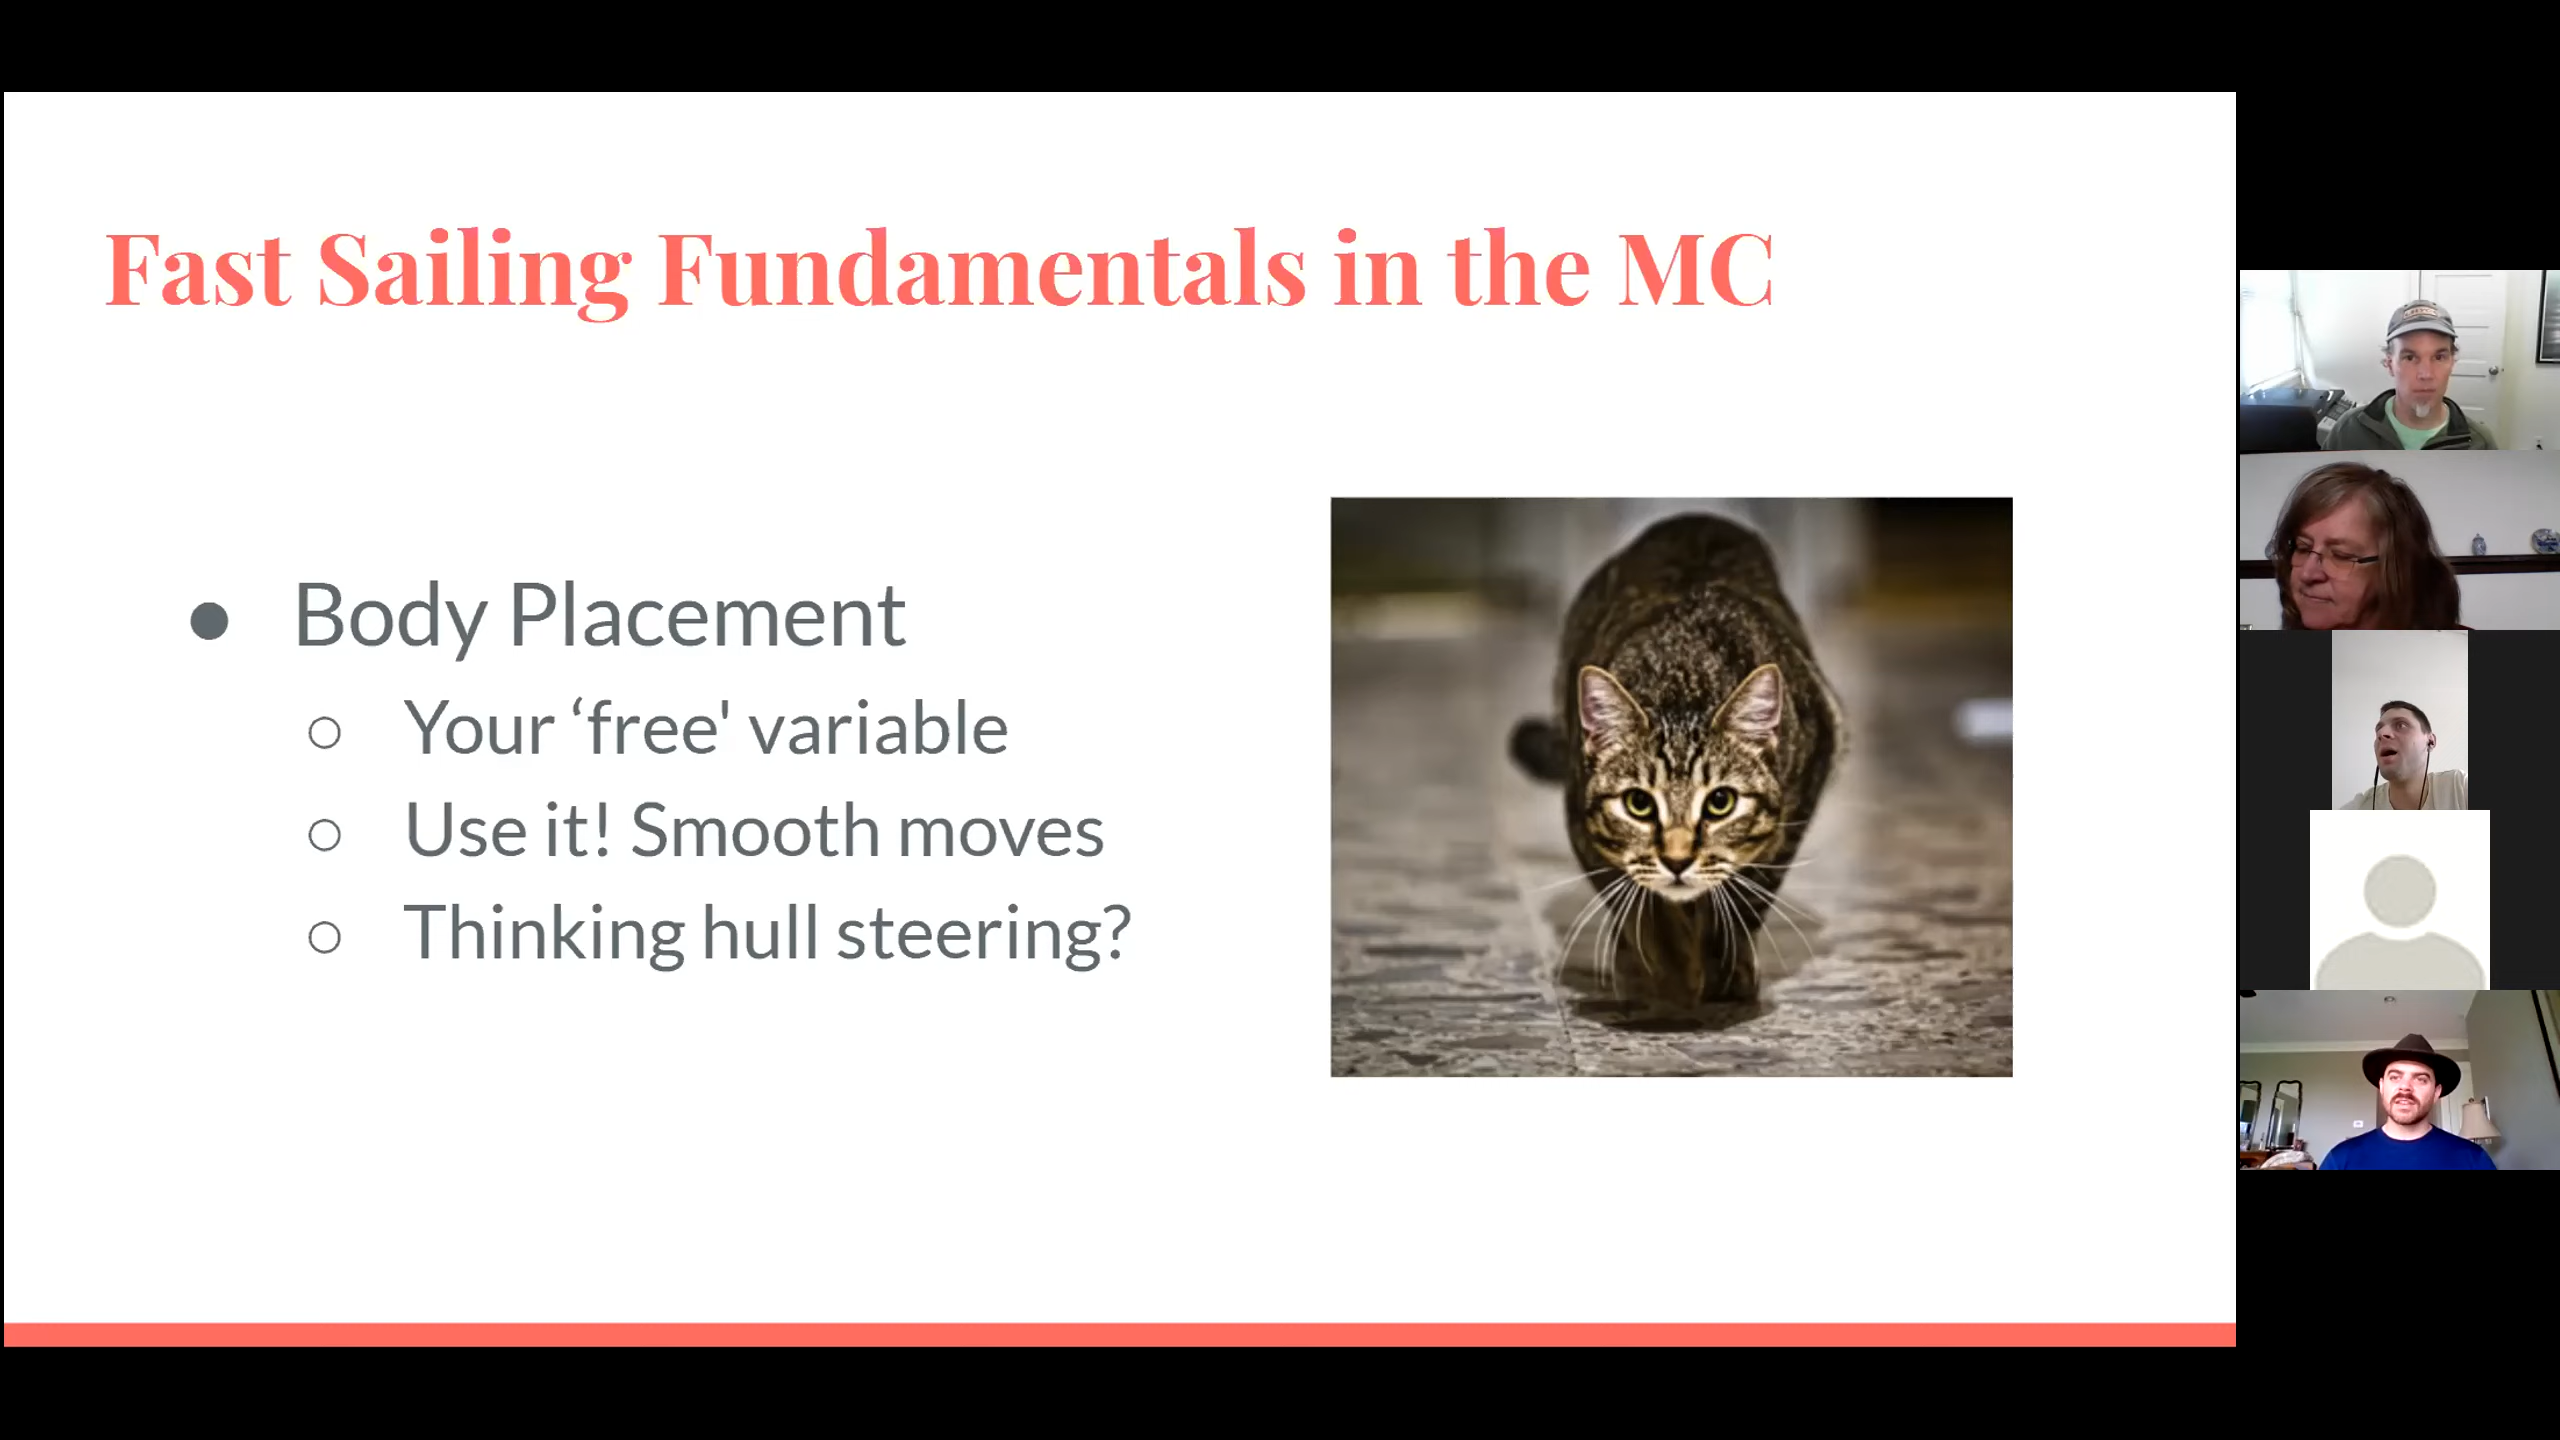 Fast Sailing Fundamentals in the MC
● Body Placement
○ Your ‘free' variable
○ Use it! Smooth moves
○ Thinking hull steering?